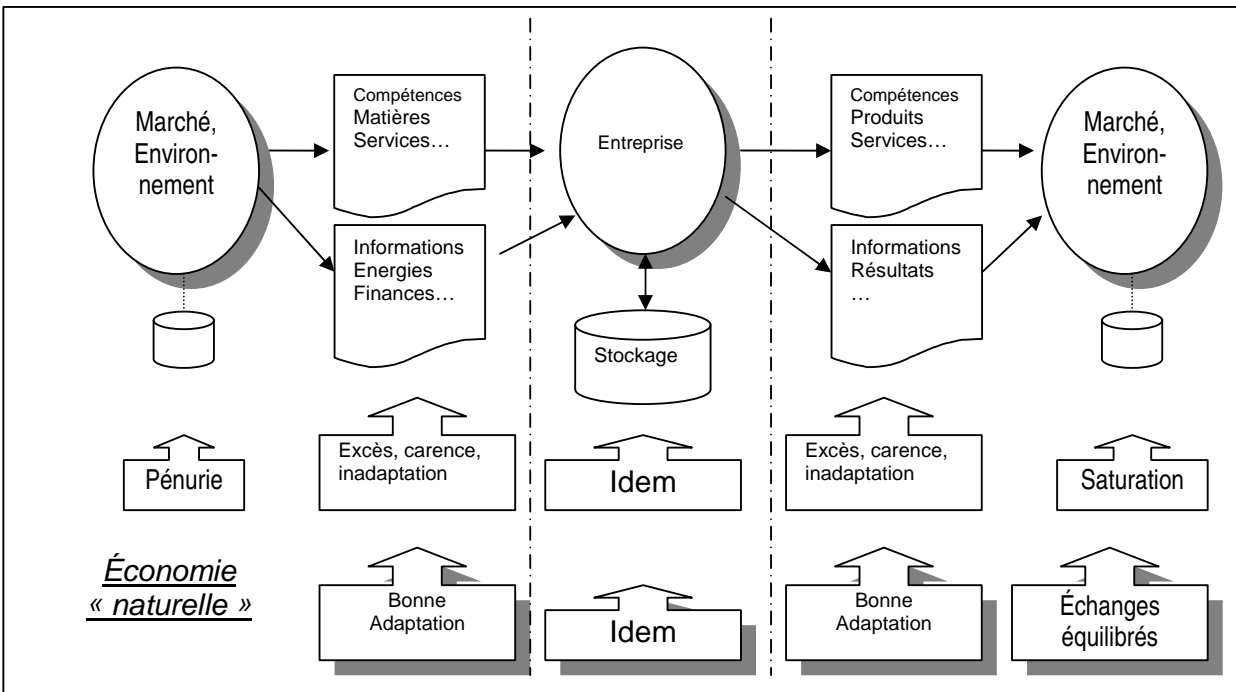 Marché,
Environ-
nement
Compétences
Matières
Services…
Informations
Energies
Finances…
Entreprise
Stockage
Compétences
Produits
Services…
Informations
Résultats
…
Marché,
Environ-
nement
Pénurie
Excès, carence,
inadaptation
Idem
Excès, carence,
inadaptation
Saturation
Économie
« naturelle »
Bonne
Adaptation
Idem
Bonne
Adaptation
Échanges
équilibrés